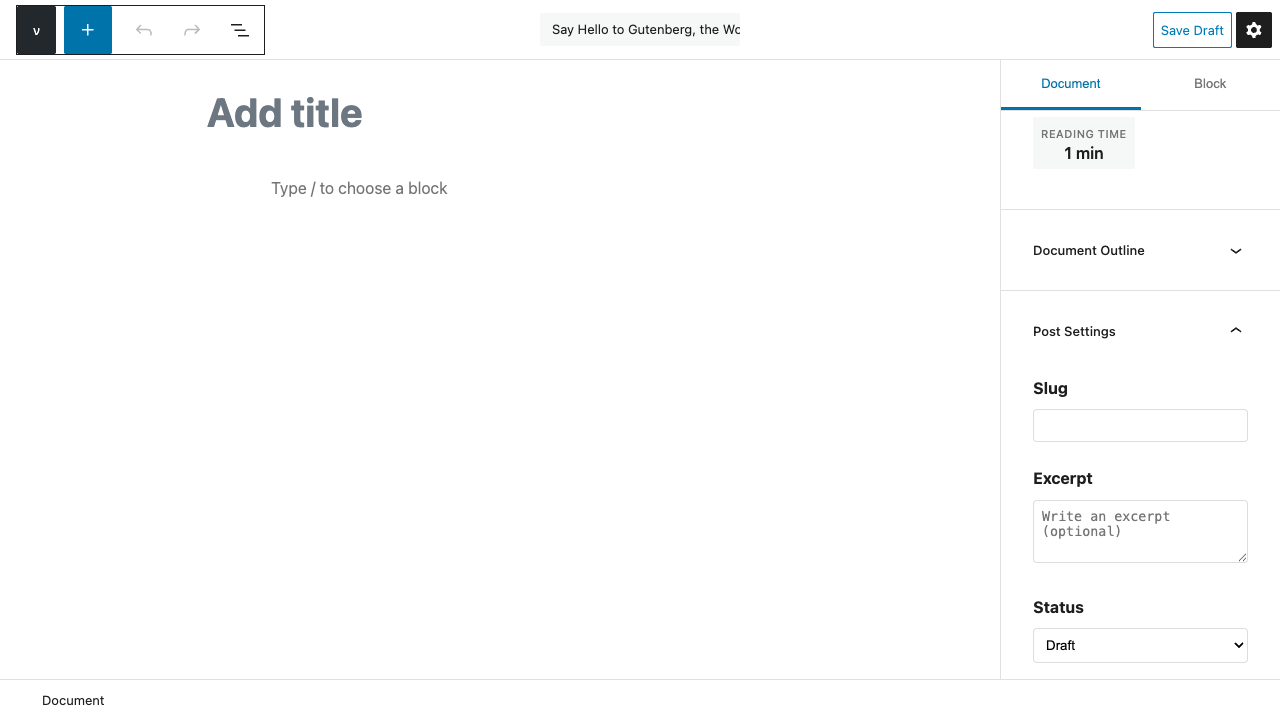 v
Say Hello to Gutenberg, the Wo
Save Draft
Document
Block
Add title
READING TIME
1 min
Type / to choose a block
Document Outline
Post Settings
Slug
Excerpt
Write an excerpt
(optional)
Status
Draft
Document